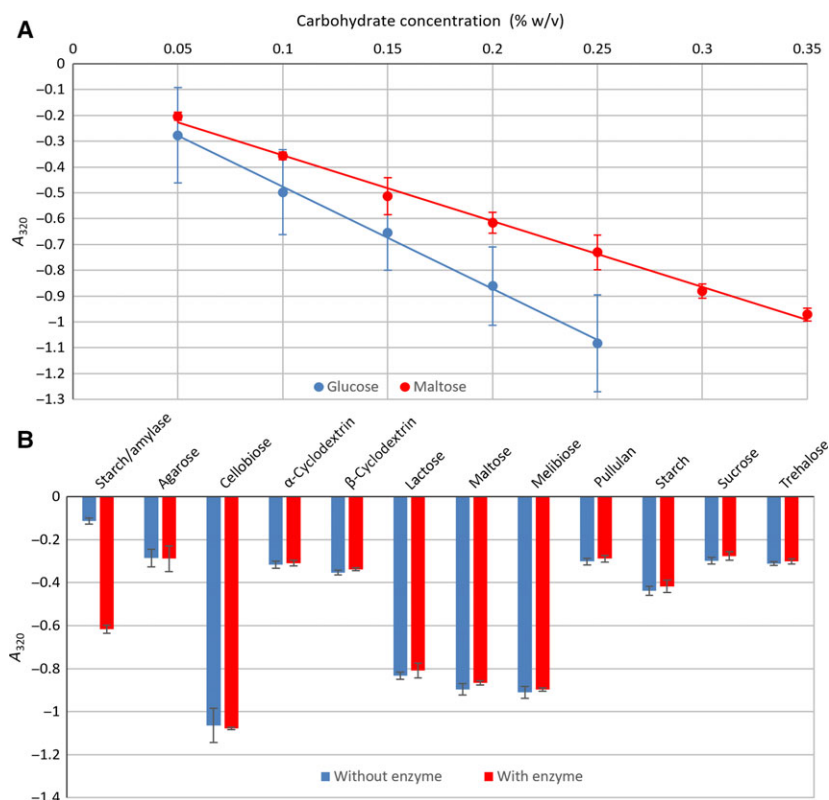 Carbohydrate concentration (% w/v)
A
0 0.05 0.1 0.15 0.2 0.25 0.3 0.35
0
−0.1
−0.2
−0.3
−0.4
−0.5
−0.6
−0.7
−0.8
−0.9
−1
−1.1
−1.2
−1.3
A320
Glucose Maltose
B
Starch/amylase Agarose Cellobiose α-Cyclodextrin β-Cyclodextrin Lactose Maltose Melibiose Pullulan Starch Sucrose Trehalose
0
−0.2
−0.4
−0.6
−0.8
−1
−1.2
−1.4
A320
Without enzyme With enzyme